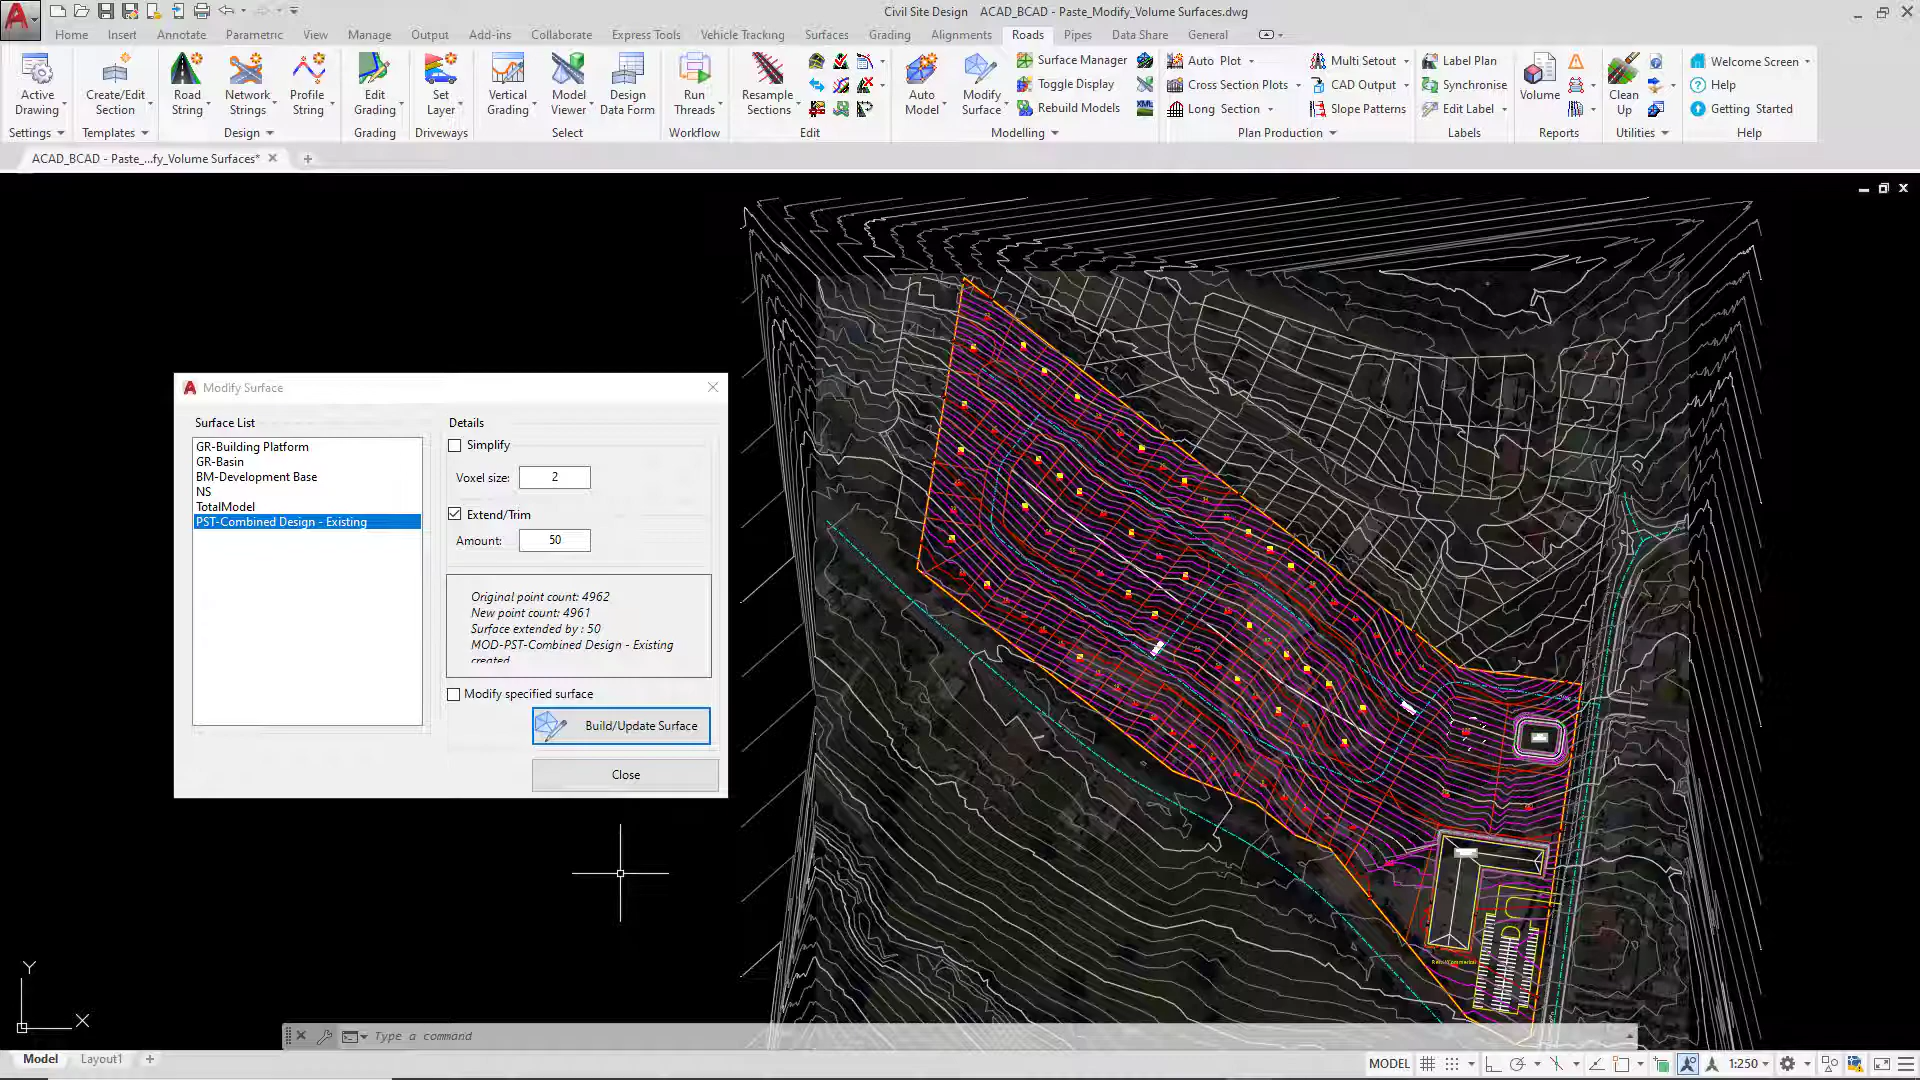 Civil Site Design ACAD_BCAD - Paste_Modify_Volume Surfaces.dwg
Home Insert Annotate Parametric View Manage Output Add-ins Collaborate Express Tools Vehicle Tracking Surfaces Grading Alignments Roads Pipes Data Share General
Active Drawing
Create/Edit Section
Road String
Network Strings
Profile String
Edit Grading
Set Layer
Vertical Grading
Model Viewer
Design Data Form
Run Threads
Resample Sections
Auto Model
Modify Surface
Surface Manager
Toggle Display
Rebuild Models
XML
Auto Plot
Cross Section Plots
Long Section
Multi Setout
CAD Output
Slope Patterns
Label Plan
Synchronise
Edit Label
Volume
Clean Up
Welcome Screen
Help
Getting Started
Settings Templates Design Grading Driveways Select Workflow Edit Modelling Plan Production Labels Reports Utilities Help
ACAD_BCAD - Paste_...fy_Volume Surfaces*
Modify Surface
Surface List
GR-Building Platform
GR-Basin
BM-Development Base
NS
TotalModel
PST-Combined Design - Existing
Details
Simplify
Voxel size: 2
Extend/Trim
Amount: 50
Original point count: 4962
New point count: 4961
Surface extended by : 50
MOD-PST-Combined Design - Existing
created
Modify specified surface
Build/Update Surface
Close
Y
X
Type a command
Model Layout1
MODEL 1:250